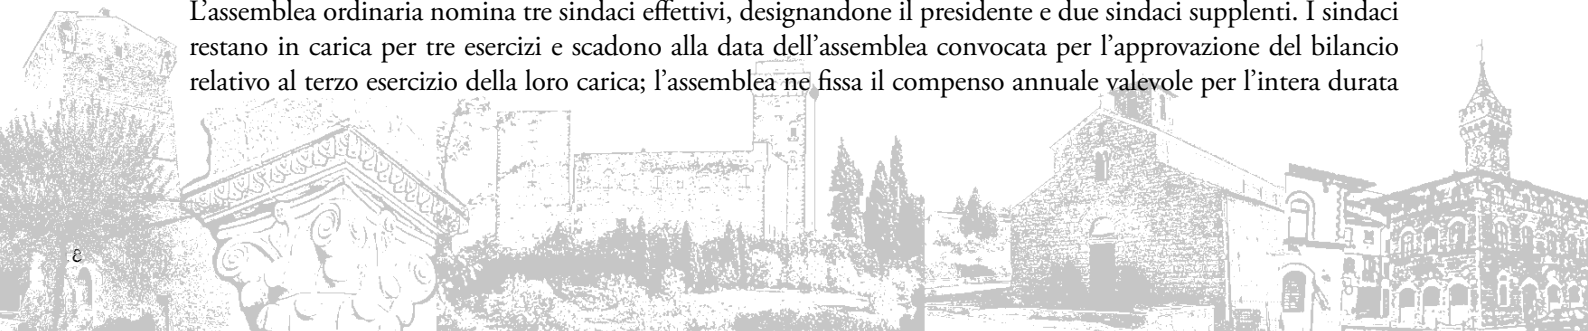 L’assemblea ordinaria nomina tre sindaci effettivi, designandone il presidente e due sindaci supplenti. I sindaci
restano in carica per tre esercizi e scadono alla data dell’assemblea convocata per l’approvazione del bilancio
relativo al terzo esercizio della loro carica; l’assemblea ne fissa il compenso annuale valevole per l’intera durata